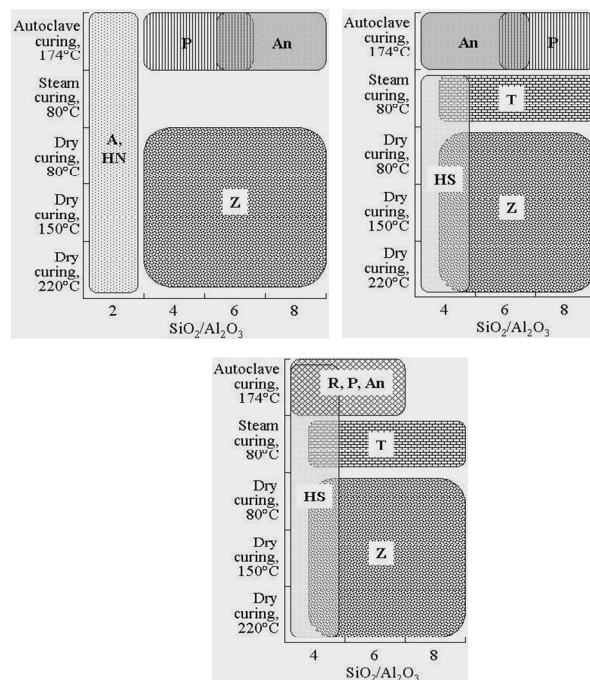 Autoclave
curing,
174°C
Steam
curing,
80°C
Dry
curing,
80°C
Dry
curing,
150°C
Dry
curing,
220°C
P
An
A,
HN
Z
2 4 6 8
SiO₂/Al₂O₃
Autoclave
curing,
174°C
Steam
curing,
80°C
Dry
curing,
80°C
Dry
curing,
150°C
Dry
curing,
220°C
An
P
T
HS
Z
4 6 8
SiO₂/Al₂O₃
Autoclave
curing,
174°C
Steam
curing,
80°C
Dry
curing,
80°C
Dry
curing,
150°C
Dry
curing,
220°C
R, P, An
T
HS
Z
4 6 8
SiO₂/Al₂O₃